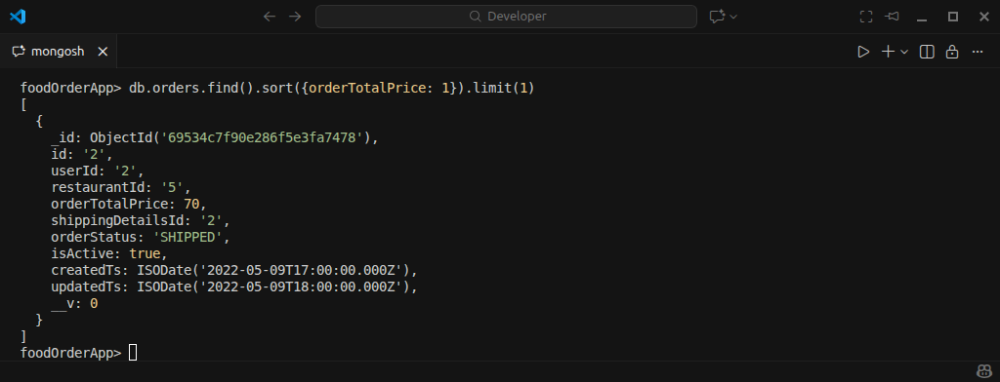 Developer
mongosh
foodOrderApp> db.orders.find().sort({orderTotalPrice: 1}).limit(1)
[
  {
    _id: ObjectId('69534c7f90e286f5e3fa7478'),
    id: '2',
    userId: '2',
    restaurantId: '5',
    orderTotalPrice: 70,
    shippingDetailsId: '2',
    orderStatus: 'SHIPPED',
    isActive: true,
    createdTs: ISODate('2022-05-09T17:00:00.000Z'),
    updatedTs: ISODate('2022-05-09T18:00:00.000Z'),
    __v: 0
  }
]
foodOrderApp>